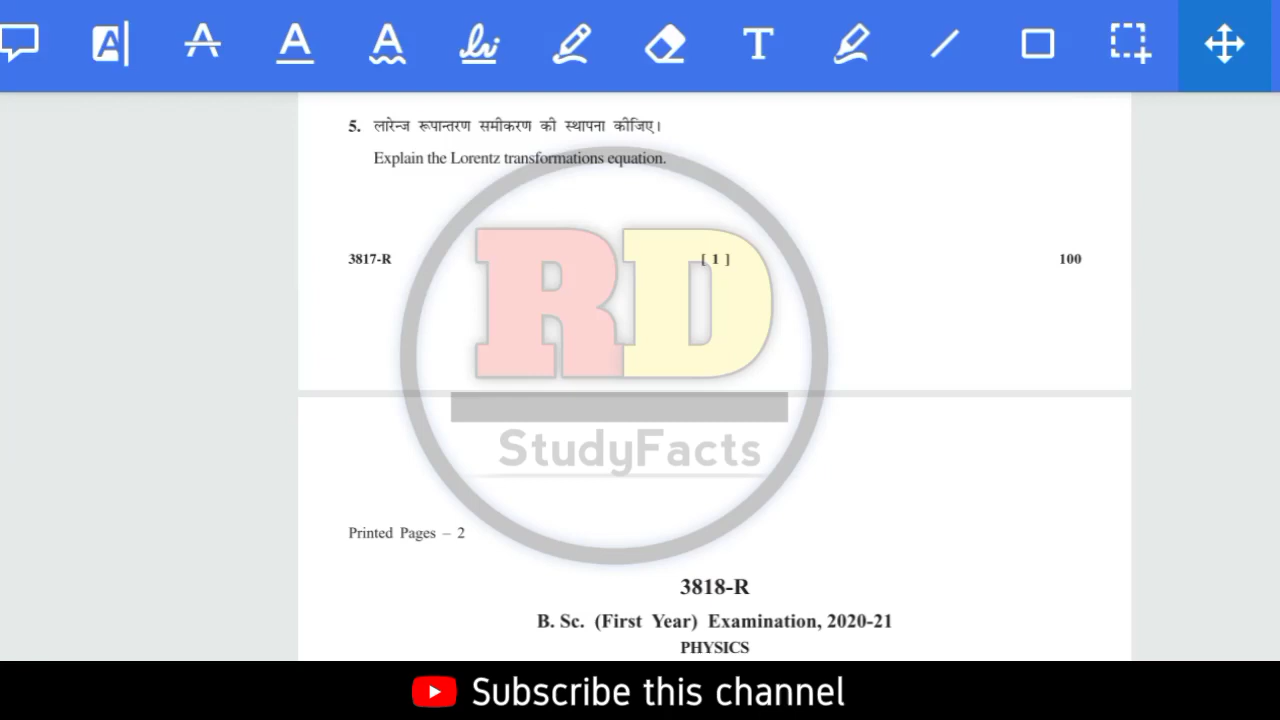 5. लारेन्ज रूपान्तरण समीकरण की स्थापना कीजिए।
Explain the Lorentz transformations equation.
3817-R [ 1 ] 100
RD
StudyFacts
Printed Pages – 2
3818-R
B. Sc. (First Year) Examination, 2020-21
PHYSICS
Subscribe this channel